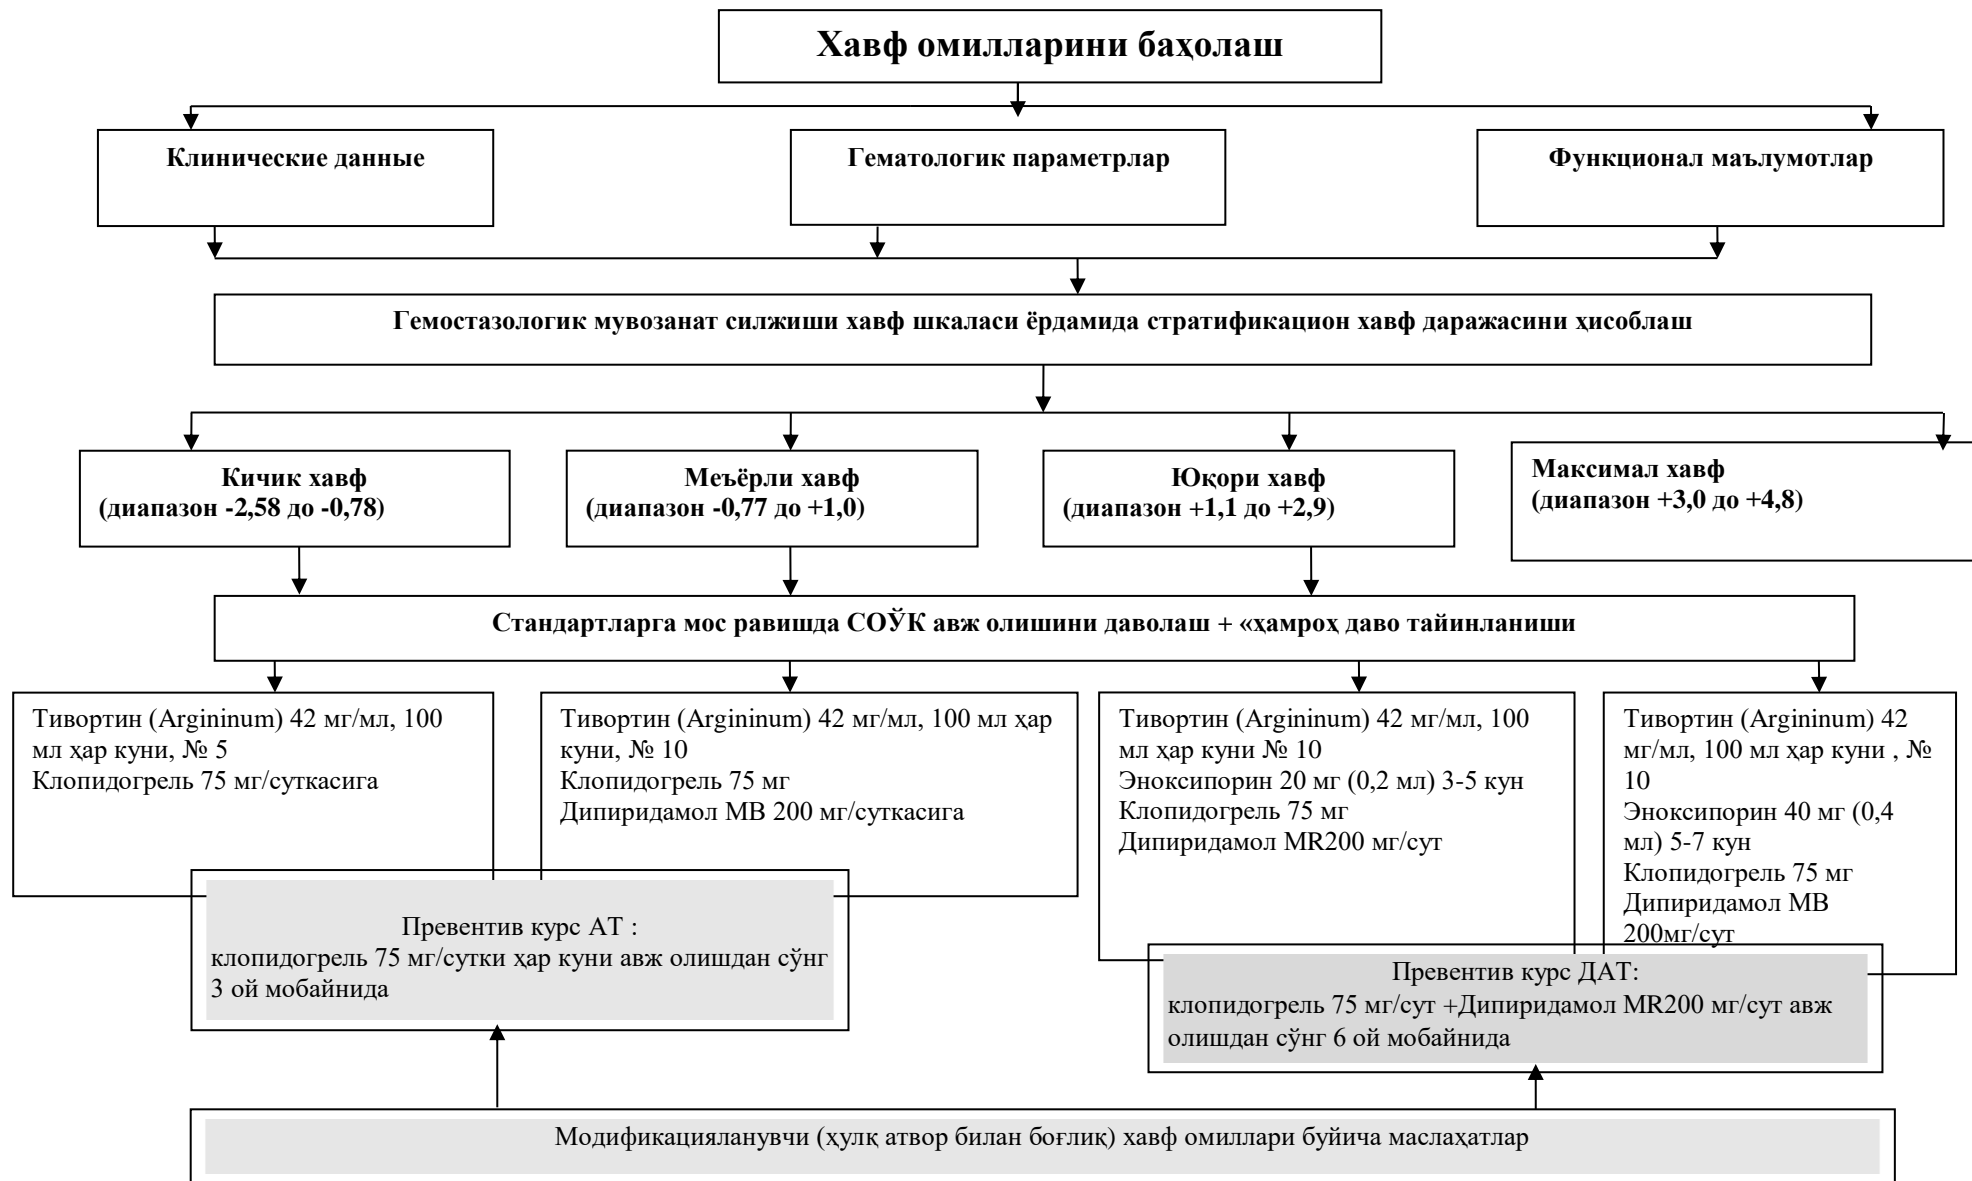 Хавф омилларини баҳолаш
Клинические данные
Гематологик параметрлар
Функционал маълумотлар
Гемостазологик мувозанат силжиши хавф шкаласи ёрдамида стратификацион хавф даражасини ҳисоблаш
Кичик хавф
(диапазон -2,58 до -0,78)
Меъёрли хавф
(диапазон -0,77 до +1,0)
Юқори хавф
(диапазон +1,1 до +2,9)
Максимал хавф
(диапазон +3,0 до +4,8)
Стандартларга мос равишда СОЎК авж олишини даволаш + «ҳамроҳ даво тайинланиши
Тивортин (Argininum) 42 мг/мл, 100
мл ҳар куни, № 5
Клопидогрель 75 мг/суткасига
Тивортин (Argininum) 42 мг/мл, 100 мл ҳар
куни, № 10
Клопидогрель 75 мг
Дипиридамол МВ 200 мг/суткасига
Тивортин (Argininum) 42 мг/мл, 100
мл ҳар куни № 10
Эноксипорин 20 мг (0,2 мл) 3-5 кун
Клопидогрель 75 мг
Дипиридамол MR200 мг/сут
Тивортин (Argininum) 42
мг/мл, 100 мл ҳар куни , №
10
Эноксипорин 40 мг (0,4
мл) 5-7 кун
Клопидогрель 75 мг
Дипиридамол МВ
200мг/сут
Превентив курс АТ :
клопидогрель 75 мг/сутки ҳар куни авж олишдан сўнг
3 ой мобайнида
Превентив курс ДАТ:
клопидогрель 75 мг/сут +Дипиридамол MR200 мг/сут авж
олишдан сўнг 6 ой мобайнида
Модификацияланувчи (ҳулқ атвор билан боғлиқ) хавф омиллари буйича маслаҳатлар